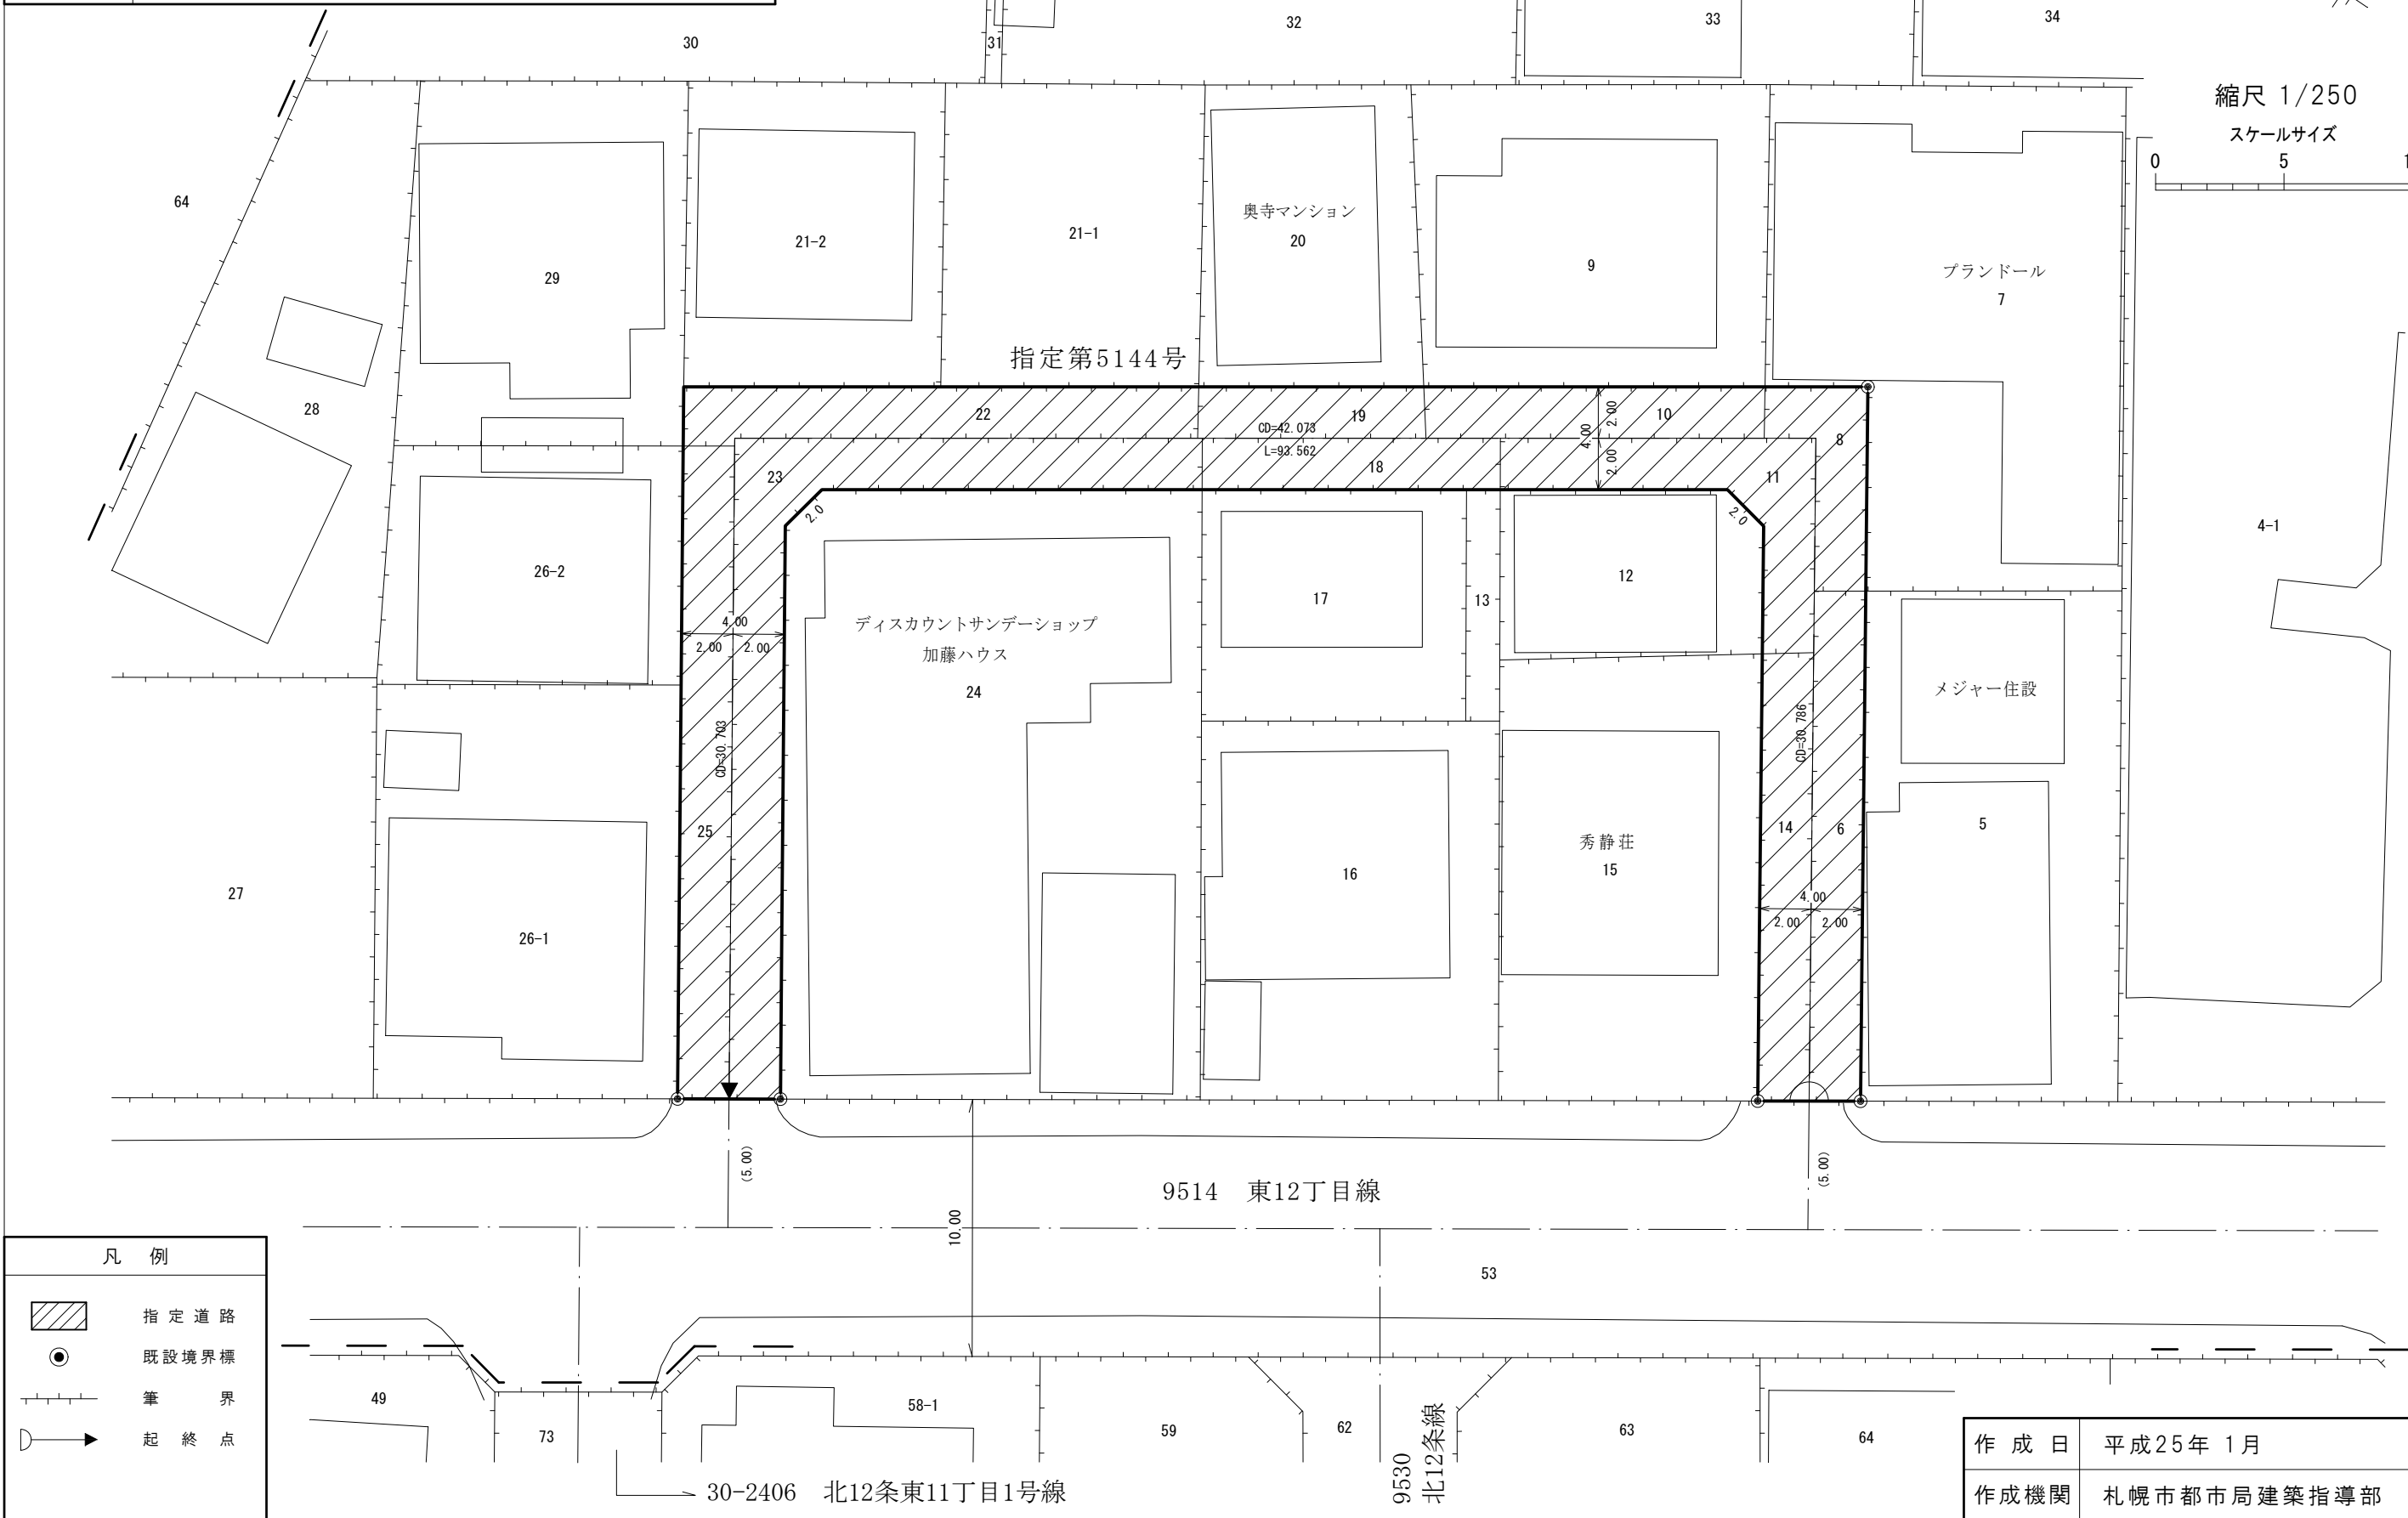 30
31
32
33
34
縮尺 1/250
スケールサイズ
0
5
64
29
21-2
21-1
奥寺マンション
20
9
プランドール
7
指定第5144号
28
22
19
10
8
CD=42.073
L=93.562
4.00
2.00
2.00
23
18
11
2.0
2.0
4-1
26-2
17
13
12
4.00
2.00
2.00
ディスカウントサンデーショップ
加藤ハウス
24
メジャー住設
CD=30.703
CD=30.786
25
14
6
5
秀静荘
15
16
27
26-1
4.00
2.00
2.00
(5.00)
(5.00)
9514 東12丁目線
10.00
53
凡 例
指定道路
既設境界標
筆 界
起終点
49
73
58-1
59
62
63
64
9530
北12条線
30-2406 北12条東11丁目1号線
作成日 平成25年 1月
作成機関 札幌市都市局建築指導部